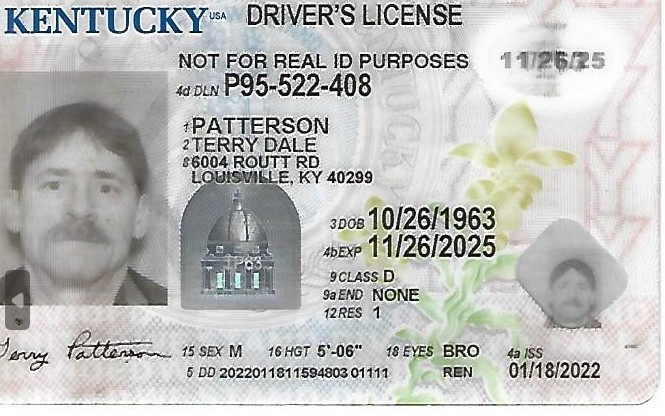 KENTUCKY USA DRIVER'S LICENSE
NOT FOR REAL ID PURPOSES
11/26/25
4d DLN P95-522-408
1 PATTERSON
2 TERRY DALE
8 6004 ROUTT RD
LOUISVILLE, KY 40299
3 DOB 10/26/1963
4b EXP 11/26/2025
TP63
9 CLASS D
9a END NONE
12 RES 1
Terry Patterson
15 SEX M 16 HGT 5'-06" 18 EYES BRO 4a ISS
5 DD 2022011811594803 01111 REN 01/18/2022